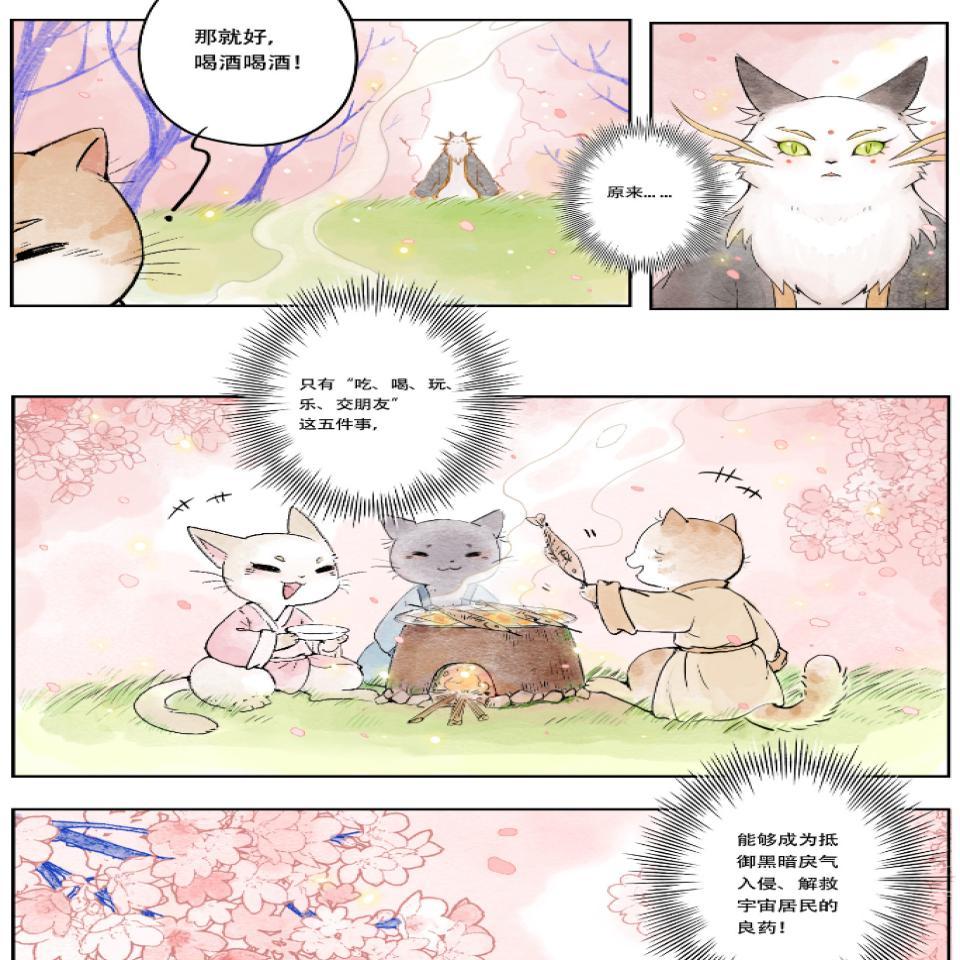 那就好，
喝酒喝酒！
原来……
只有“吃、喝、玩、
乐、交朋友”
这五件事，
能够成为抵
御黑暗戾气
入侵、解救
宇宙居民的
良药！